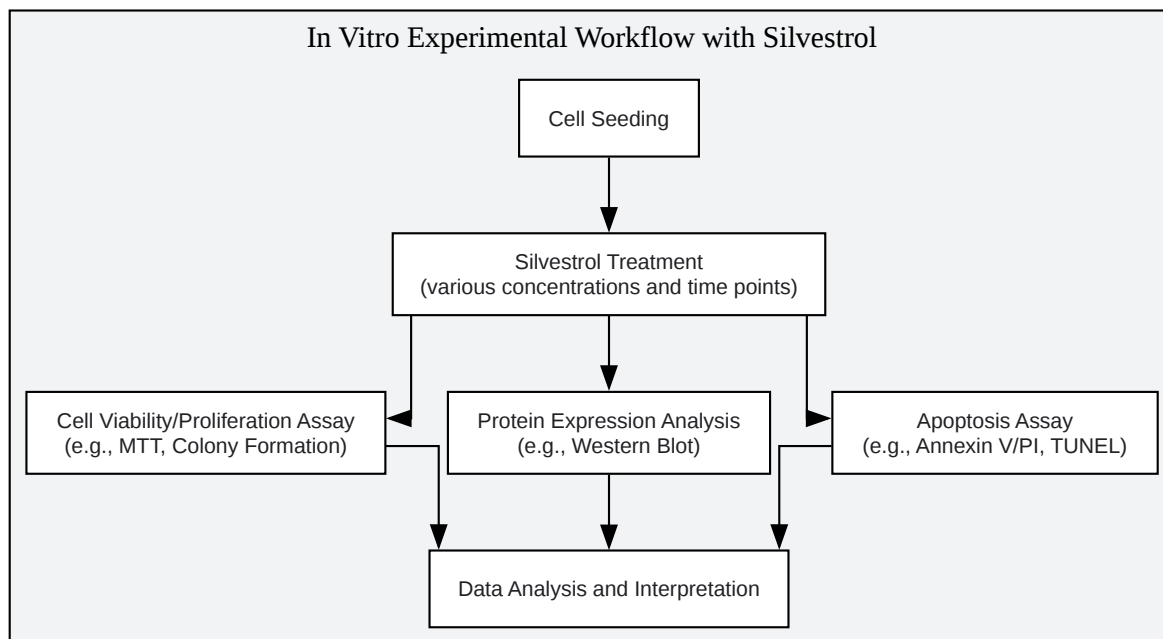 In Vitro Experimental Workflow with Silvestrol
Cell Seeding
Silvestrol Treatment
(various concentrations and time points)
Cell Viability/Proliferation Assay
(e.g., MTT, Colony Formation)
Protein Expression Analysis
(e.g., Western Blot)
Apoptosis Assay
(e.g., Annexin V/PI, TUNEL)
Data Analysis and Interpretation